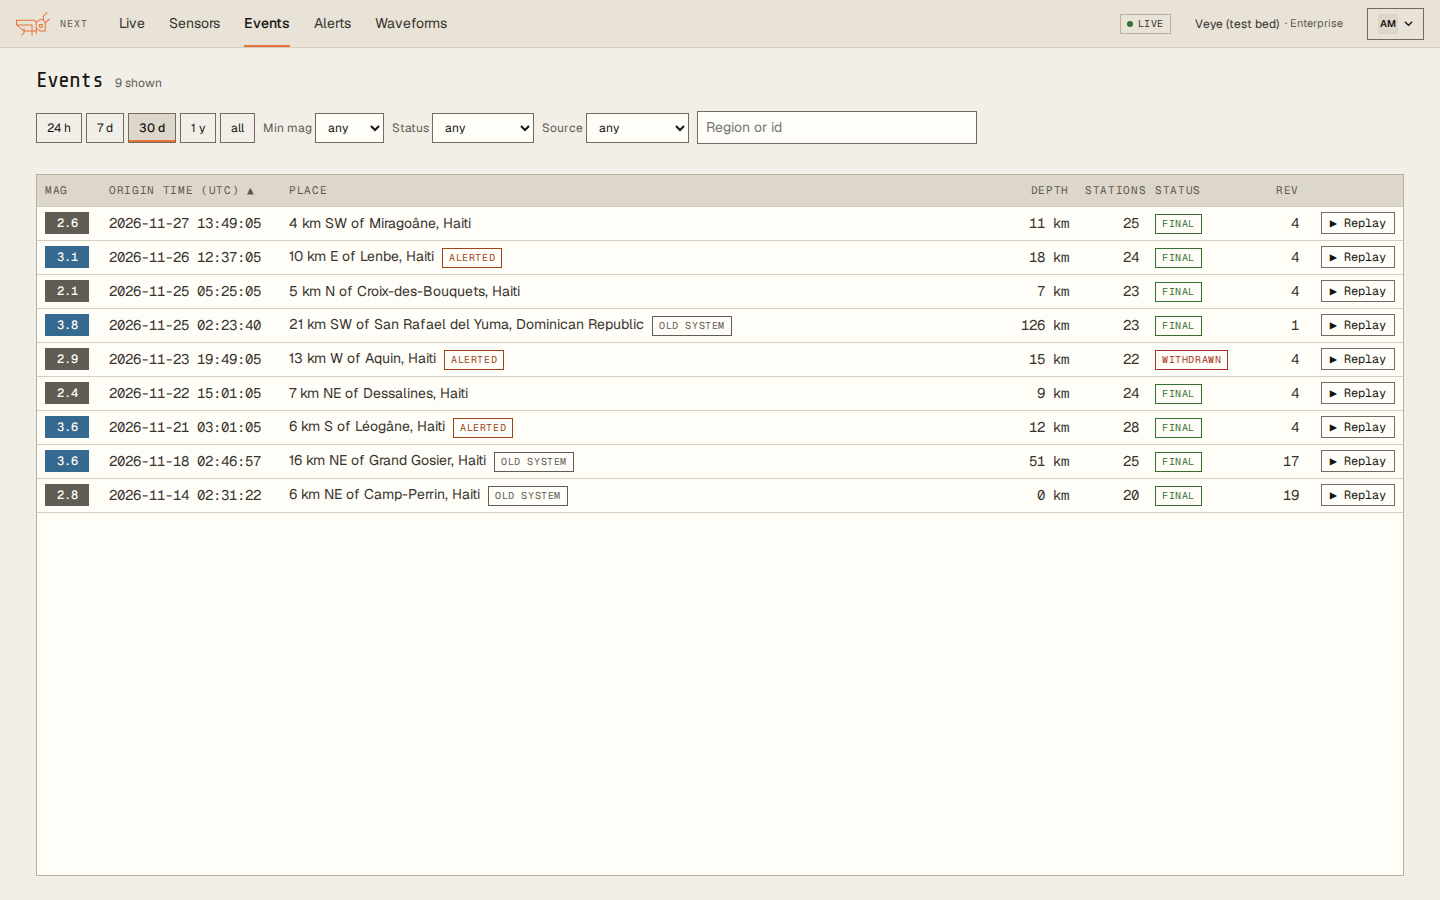 NEXT Live Sensors Events Alerts Waveforms LIVE Veye (test bed) · Enterprise AM
Events 9 shown
24 h 7 d 30 d 1 y all Min mag any Status any Source any Region or id
MAG ORIGIN TIME (UTC) ▲ PLACE DEPTH STATIONS STATUS REV
2.6 2026-11-27 13:49:05 4 km SW of Miragoâne, Haiti 11 km 25 FINAL 4 ▶ Replay
3.1 2026-11-26 12:37:05 10 km E of Lenbe, Haiti ALERTED 18 km 24 FINAL 4 ▶ Replay
2.1 2026-11-25 05:25:05 5 km N of Croix-des-Bouquets, Haiti 7 km 23 FINAL 4 ▶ Replay
3.8 2026-11-25 02:23:40 21 km SW of San Rafael del Yuma, Dominican Republic OLD SYSTEM 126 km 23 FINAL 1 ▶ Replay
2.9 2026-11-23 19:49:05 13 km W of Aquin, Haiti ALERTED 15 km 22 WITHDRAWN 4 ▶ Replay
2.4 2026-11-22 15:01:05 7 km NE of Dessalines, Haiti 9 km 24 FINAL 4 ▶ Replay
3.6 2026-11-21 03:01:05 6 km S of Léogâne, Haiti ALERTED 12 km 28 FINAL 4 ▶ Replay
3.6 2026-11-18 02:46:57 16 km NE of Grand Gosier, Haiti OLD SYSTEM 51 km 25 FINAL 17 ▶ Replay
2.8 2026-11-14 02:31:22 6 km NE of Camp-Perrin, Haiti OLD SYSTEM 0 km 20 FINAL 19 ▶ Replay